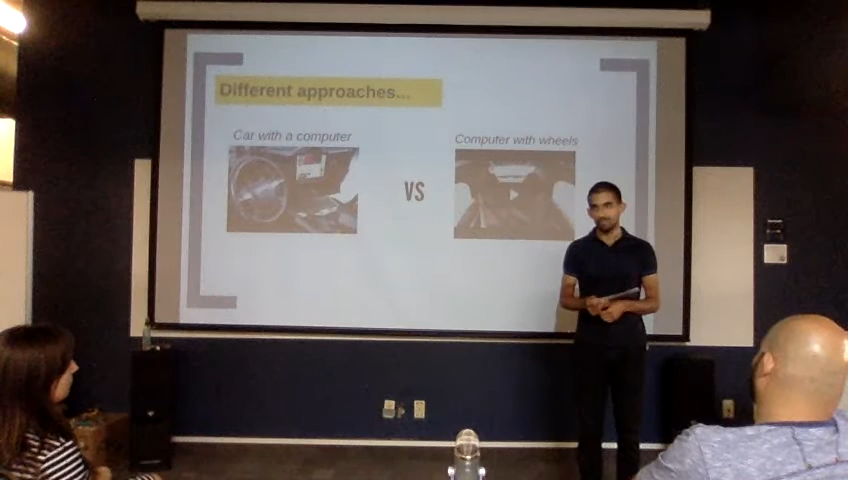 Different approaches...
Car with a computer
Computer with wheels
VS